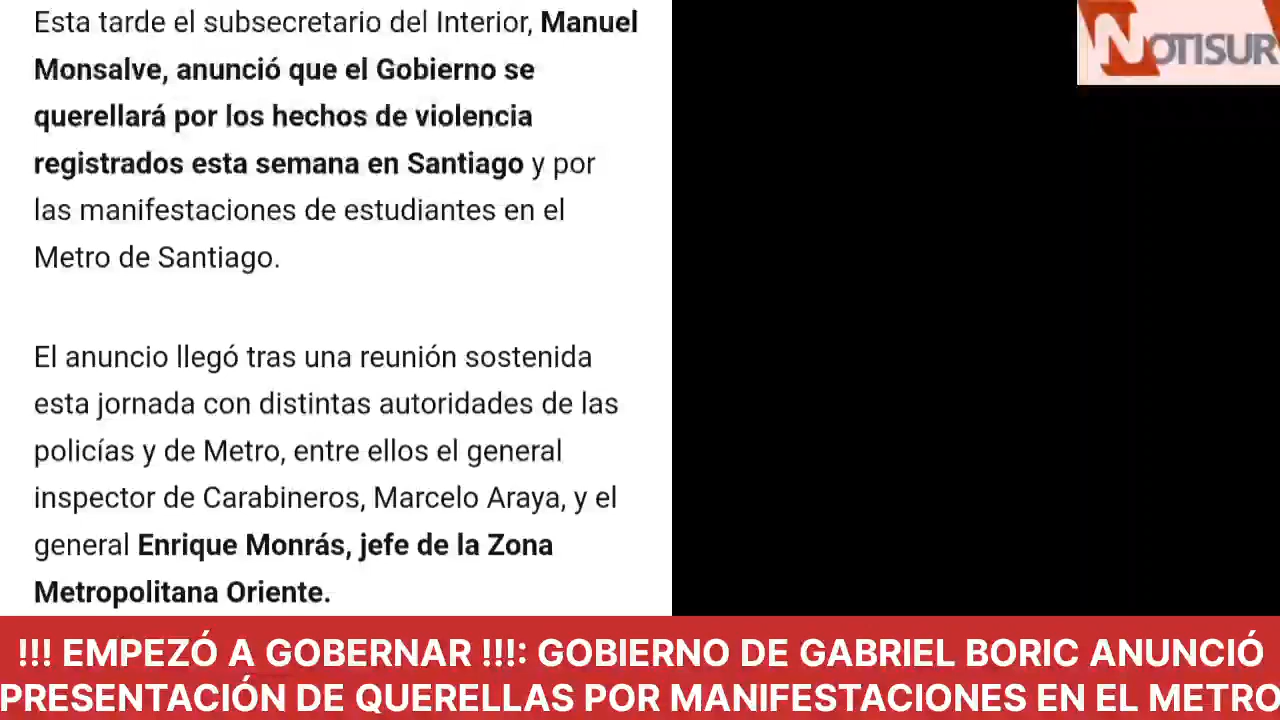 Esta tarde el subsecretario del Interior, Manuel
Monsalve, anunció que el Gobierno se
querellará por los hechos de violencia
registrados esta semana en Santiago y por
las manifestaciones de estudiantes en el
Metro de Santiago.
El anuncio llegó tras una reunión sostenida
esta jornada con distintas autoridades de las
policías y de Metro, entre ellos el general
inspector de Carabineros, Marcelo Araya, y el
general Enrique Monrás, jefe de la Zona
Metropolitana Oriente.
NOTISUR
!!! EMPEZÓ A GOBERNAR !!!: GOBIERNO DE GABRIEL BORIC ANUNCIÓ
PRESENTACIÓN DE QUERELLAS POR MANIFESTACIONES EN EL METRO